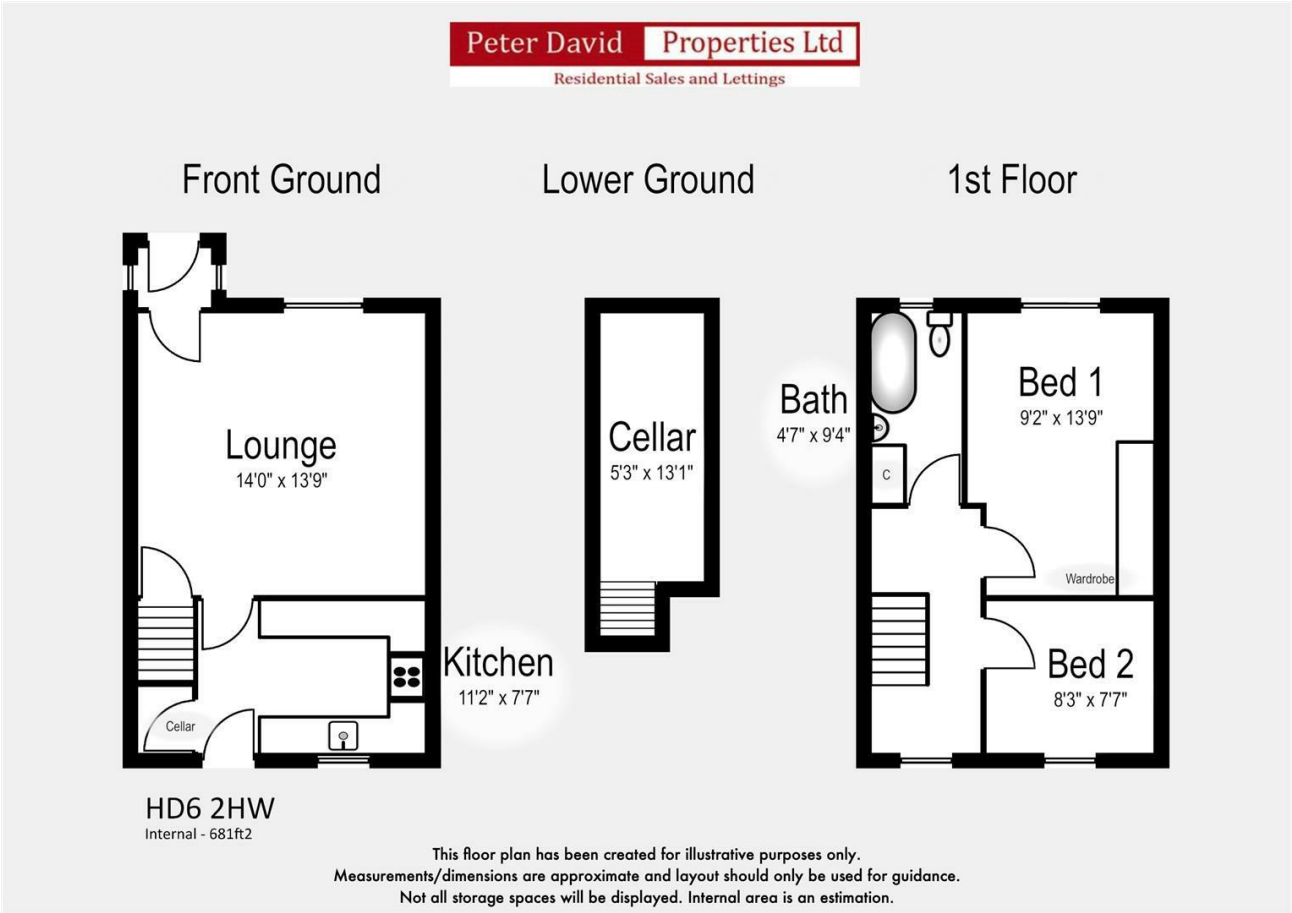 Peter David Properties Ltd
Residential Sales and Lettings
Front Ground
Lower Ground
1st Floor
Lounge
14'0" x 13'9"
Kitchen
11'2" x 7'7"
Cellar
Cellar
5'3" x 13'1"
Bath
4'7" x 9'4"
C
Bed 1
9'2" x 13'9"
Wardrobe
Bed 2
8'3" x 7'7"
HD6 2HW
Internal - 681ft2
This floor plan has been created for illustrative purposes only.
Measurements/dimensions are approximate and layout should only be used for guidance.
Not all storage spaces will be displayed. Internal area is an estimation.